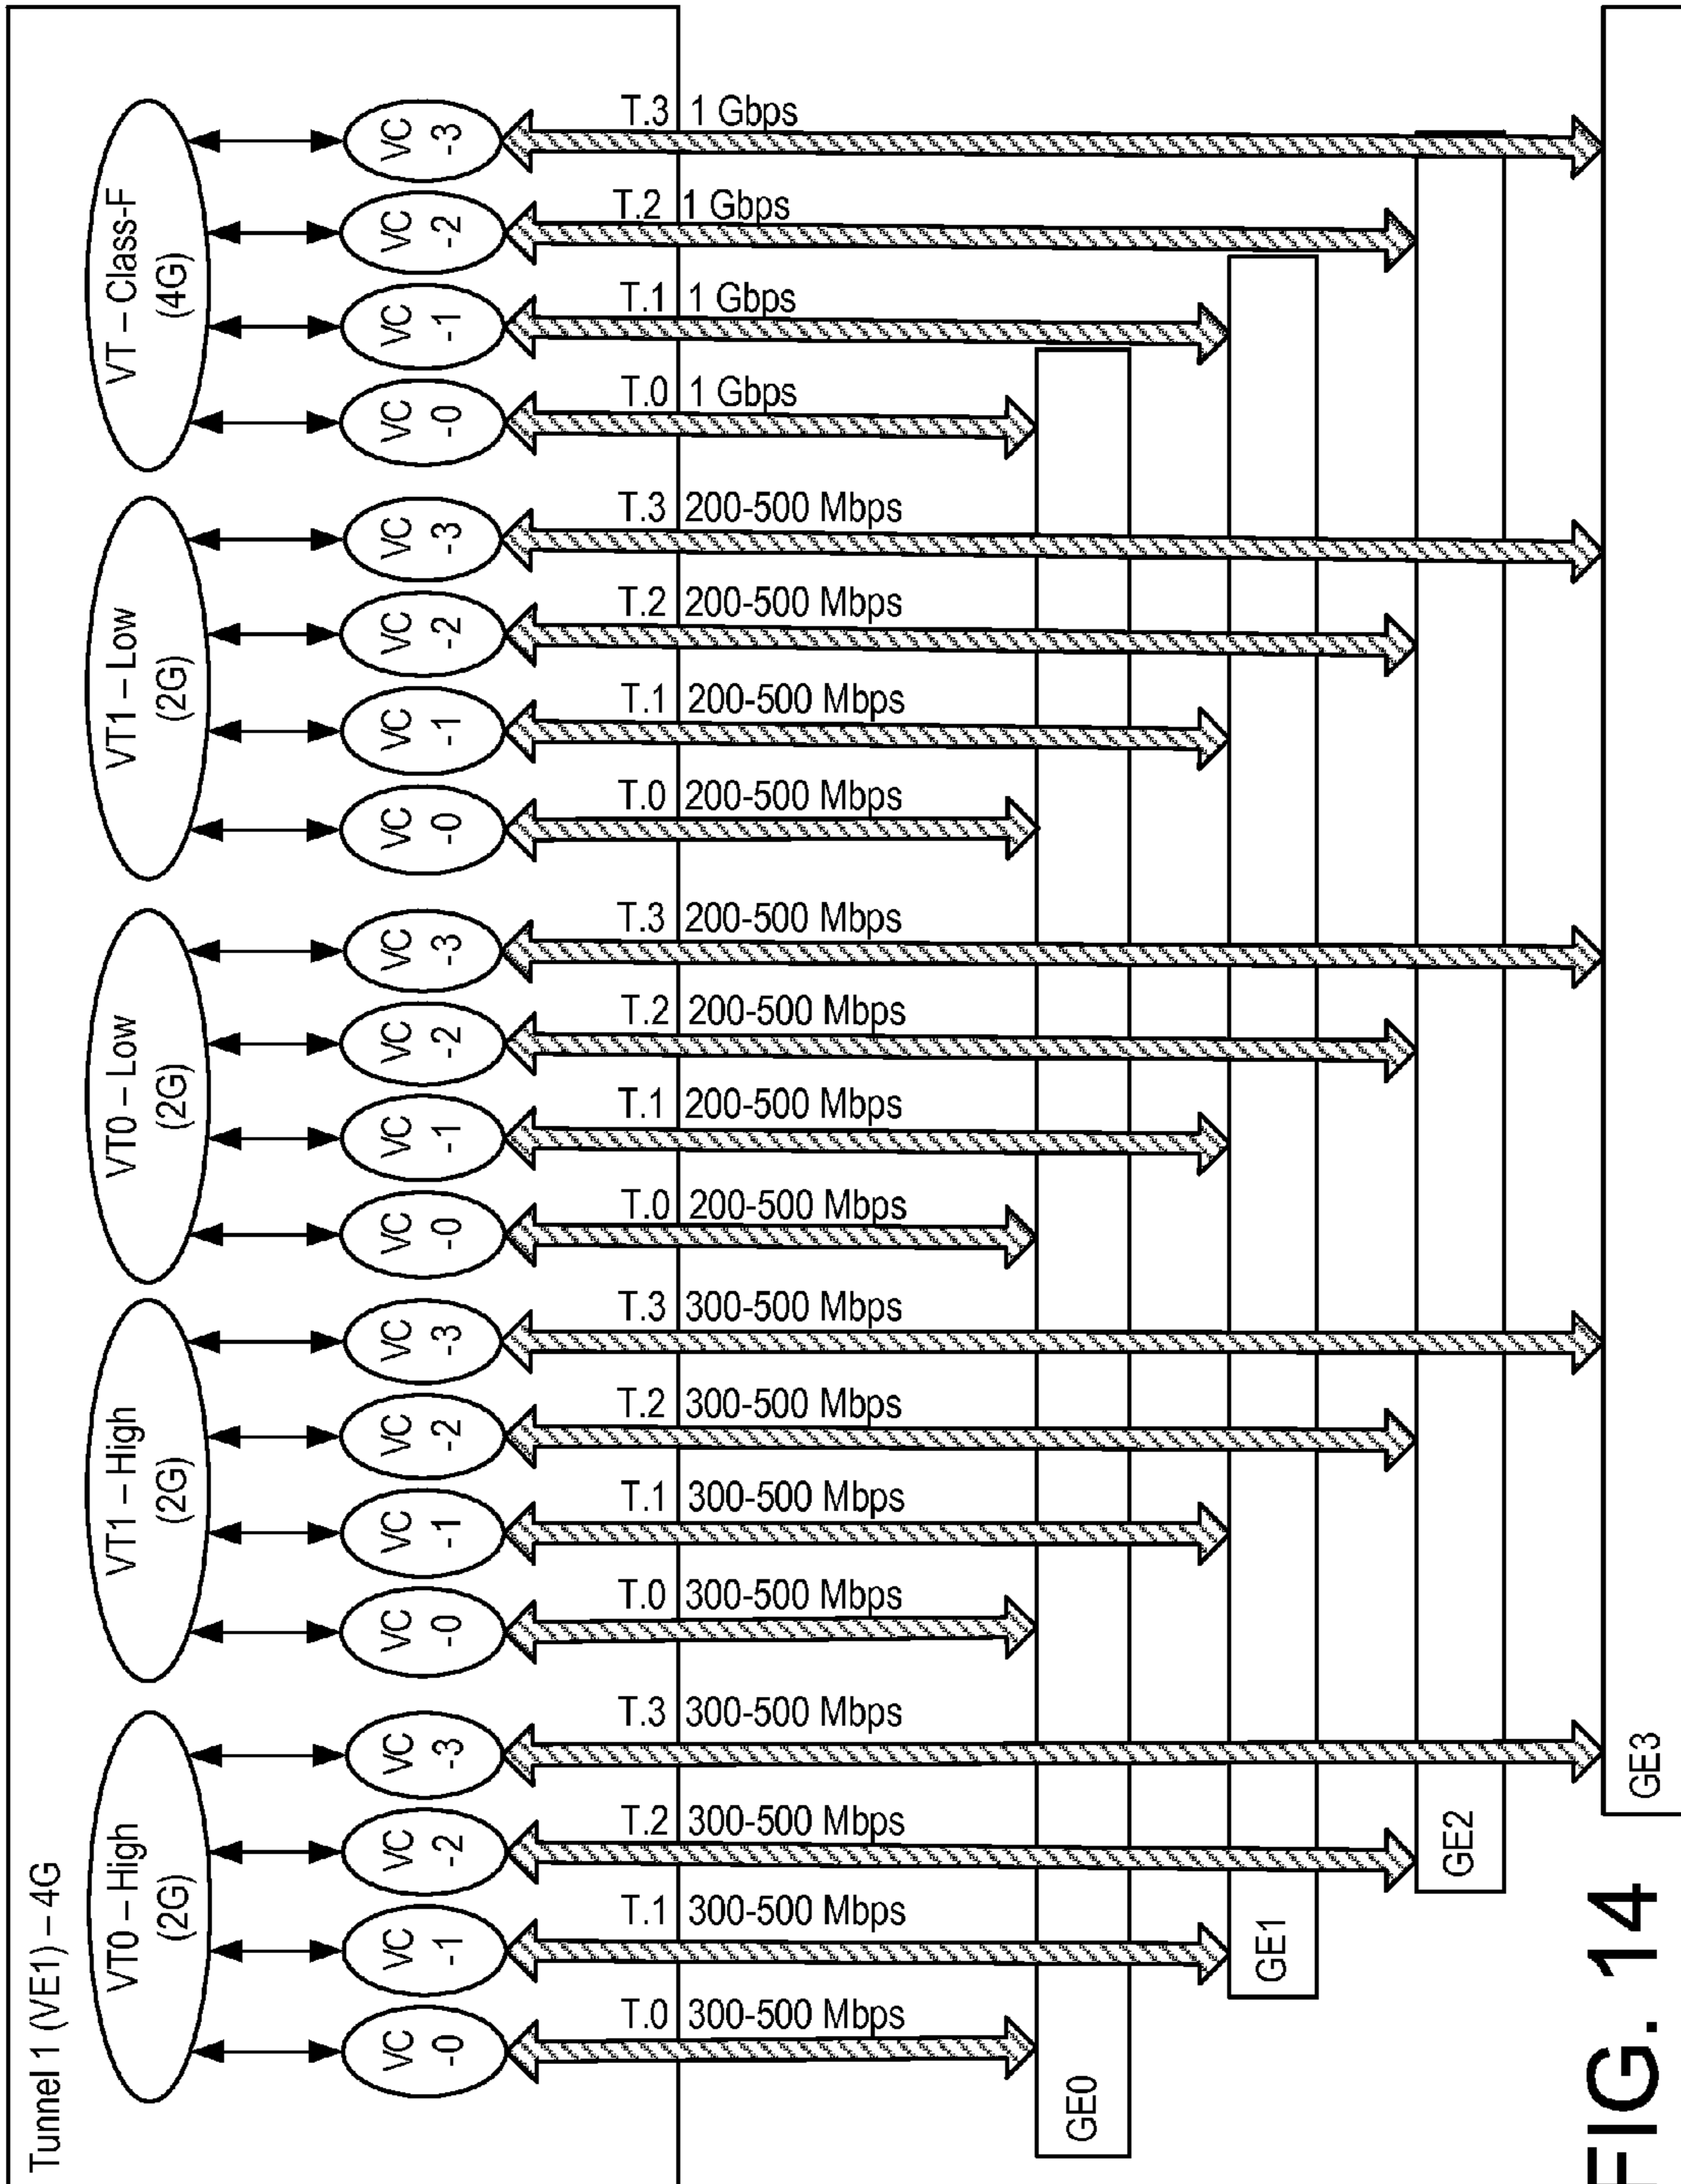 Tunnel 1 (VE1) – 4G
VT0 – High
(2G)
VT1 – High
(2G)
VT0 – Low
(2G)
VT1 – Low
(2G)
VT – Class-F
(4G)
VC
-0
VC
-1
VC
-2
VC
-3
VC
-0
VC
-1
VC
-2
VC
-3
VC
-0
VC
-1
VC
-2
VC
-3
VC
-0
VC
-1
VC
-2
VC
-3
VC
-0
VC
-1
VC
-2
VC
-3
T.0 300-500 Mbps
T.1 300-500 Mbps
T.2 300-500 Mbps
T.3 300-500 Mbps
T.0 300-500 Mbps
T.1 300-500 Mbps
T.2 300-500 Mbps
T.3 300-500 Mbps
T.0 200-500 Mbps
T.1 200-500 Mbps
T.2 200-500 Mbps
T.3 200-500 Mbps
T.0 200-500 Mbps
T.1 200-500 Mbps
T.2 200-500 Mbps
T.3 200-500 Mbps
T.0 1 Gbps
T.1 1 Gbps
T.2 1 Gbps
T.3 1 Gbps
GE0
GE1
GE2
GE3
FIG. 14